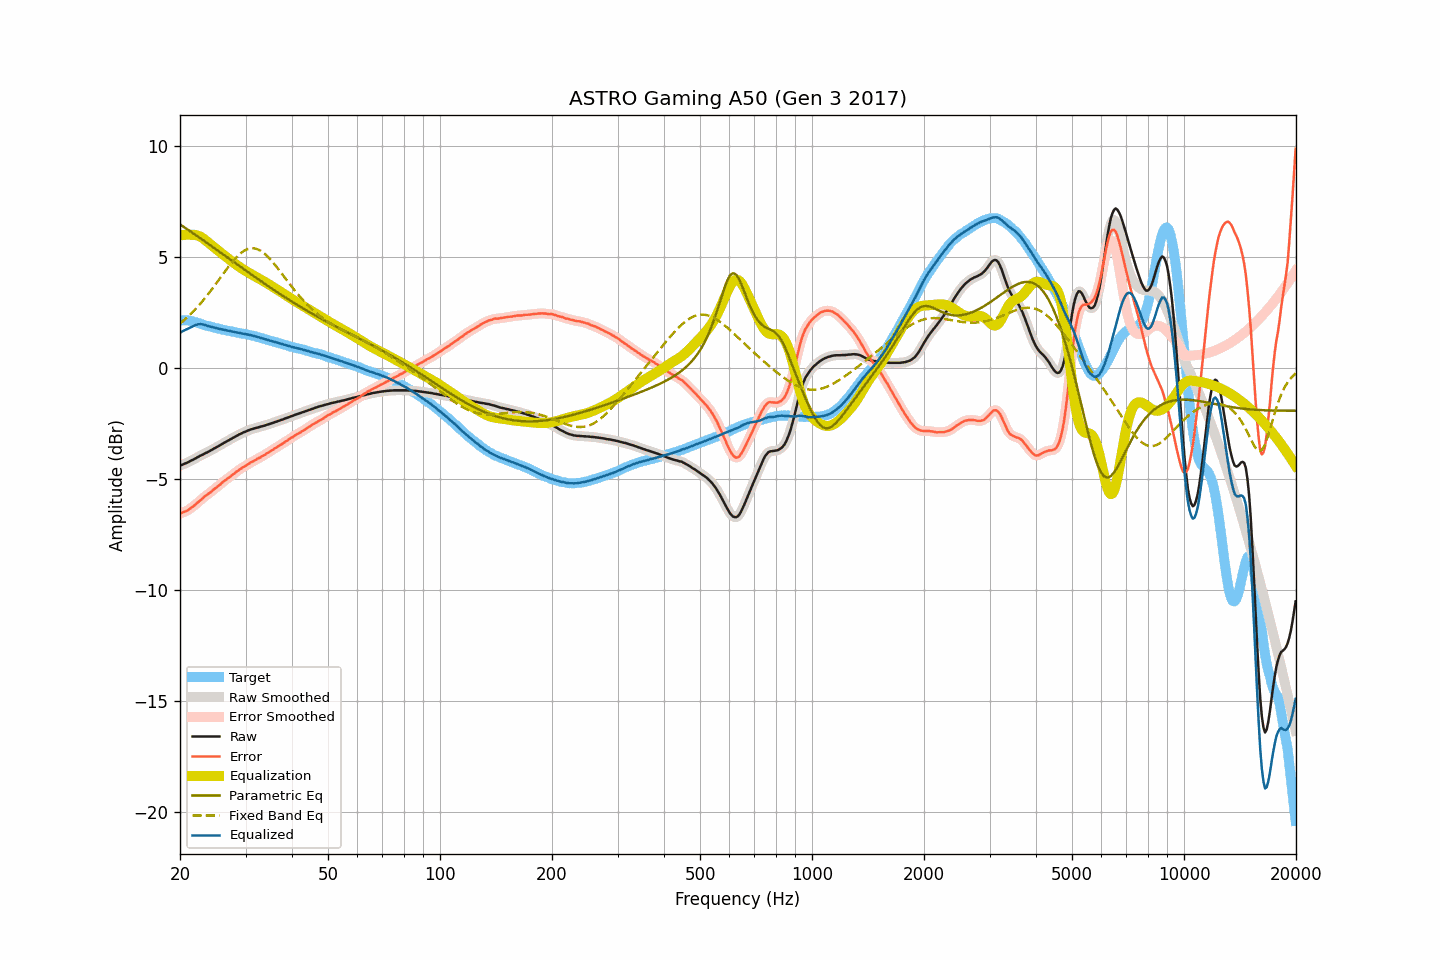 ASTRO Gaming A50 (Gen 3 2017)
Amplitude (dBr)
10
5
0
−5
−10
−15
−20
Target
Raw Smoothed
Error Smoothed
Raw
Error
Equalization
Parametric Eq
Fixed Band Eq
Equalized
20 50 100 200 500 1000 2000 5000 10000 20000
Frequency (Hz)